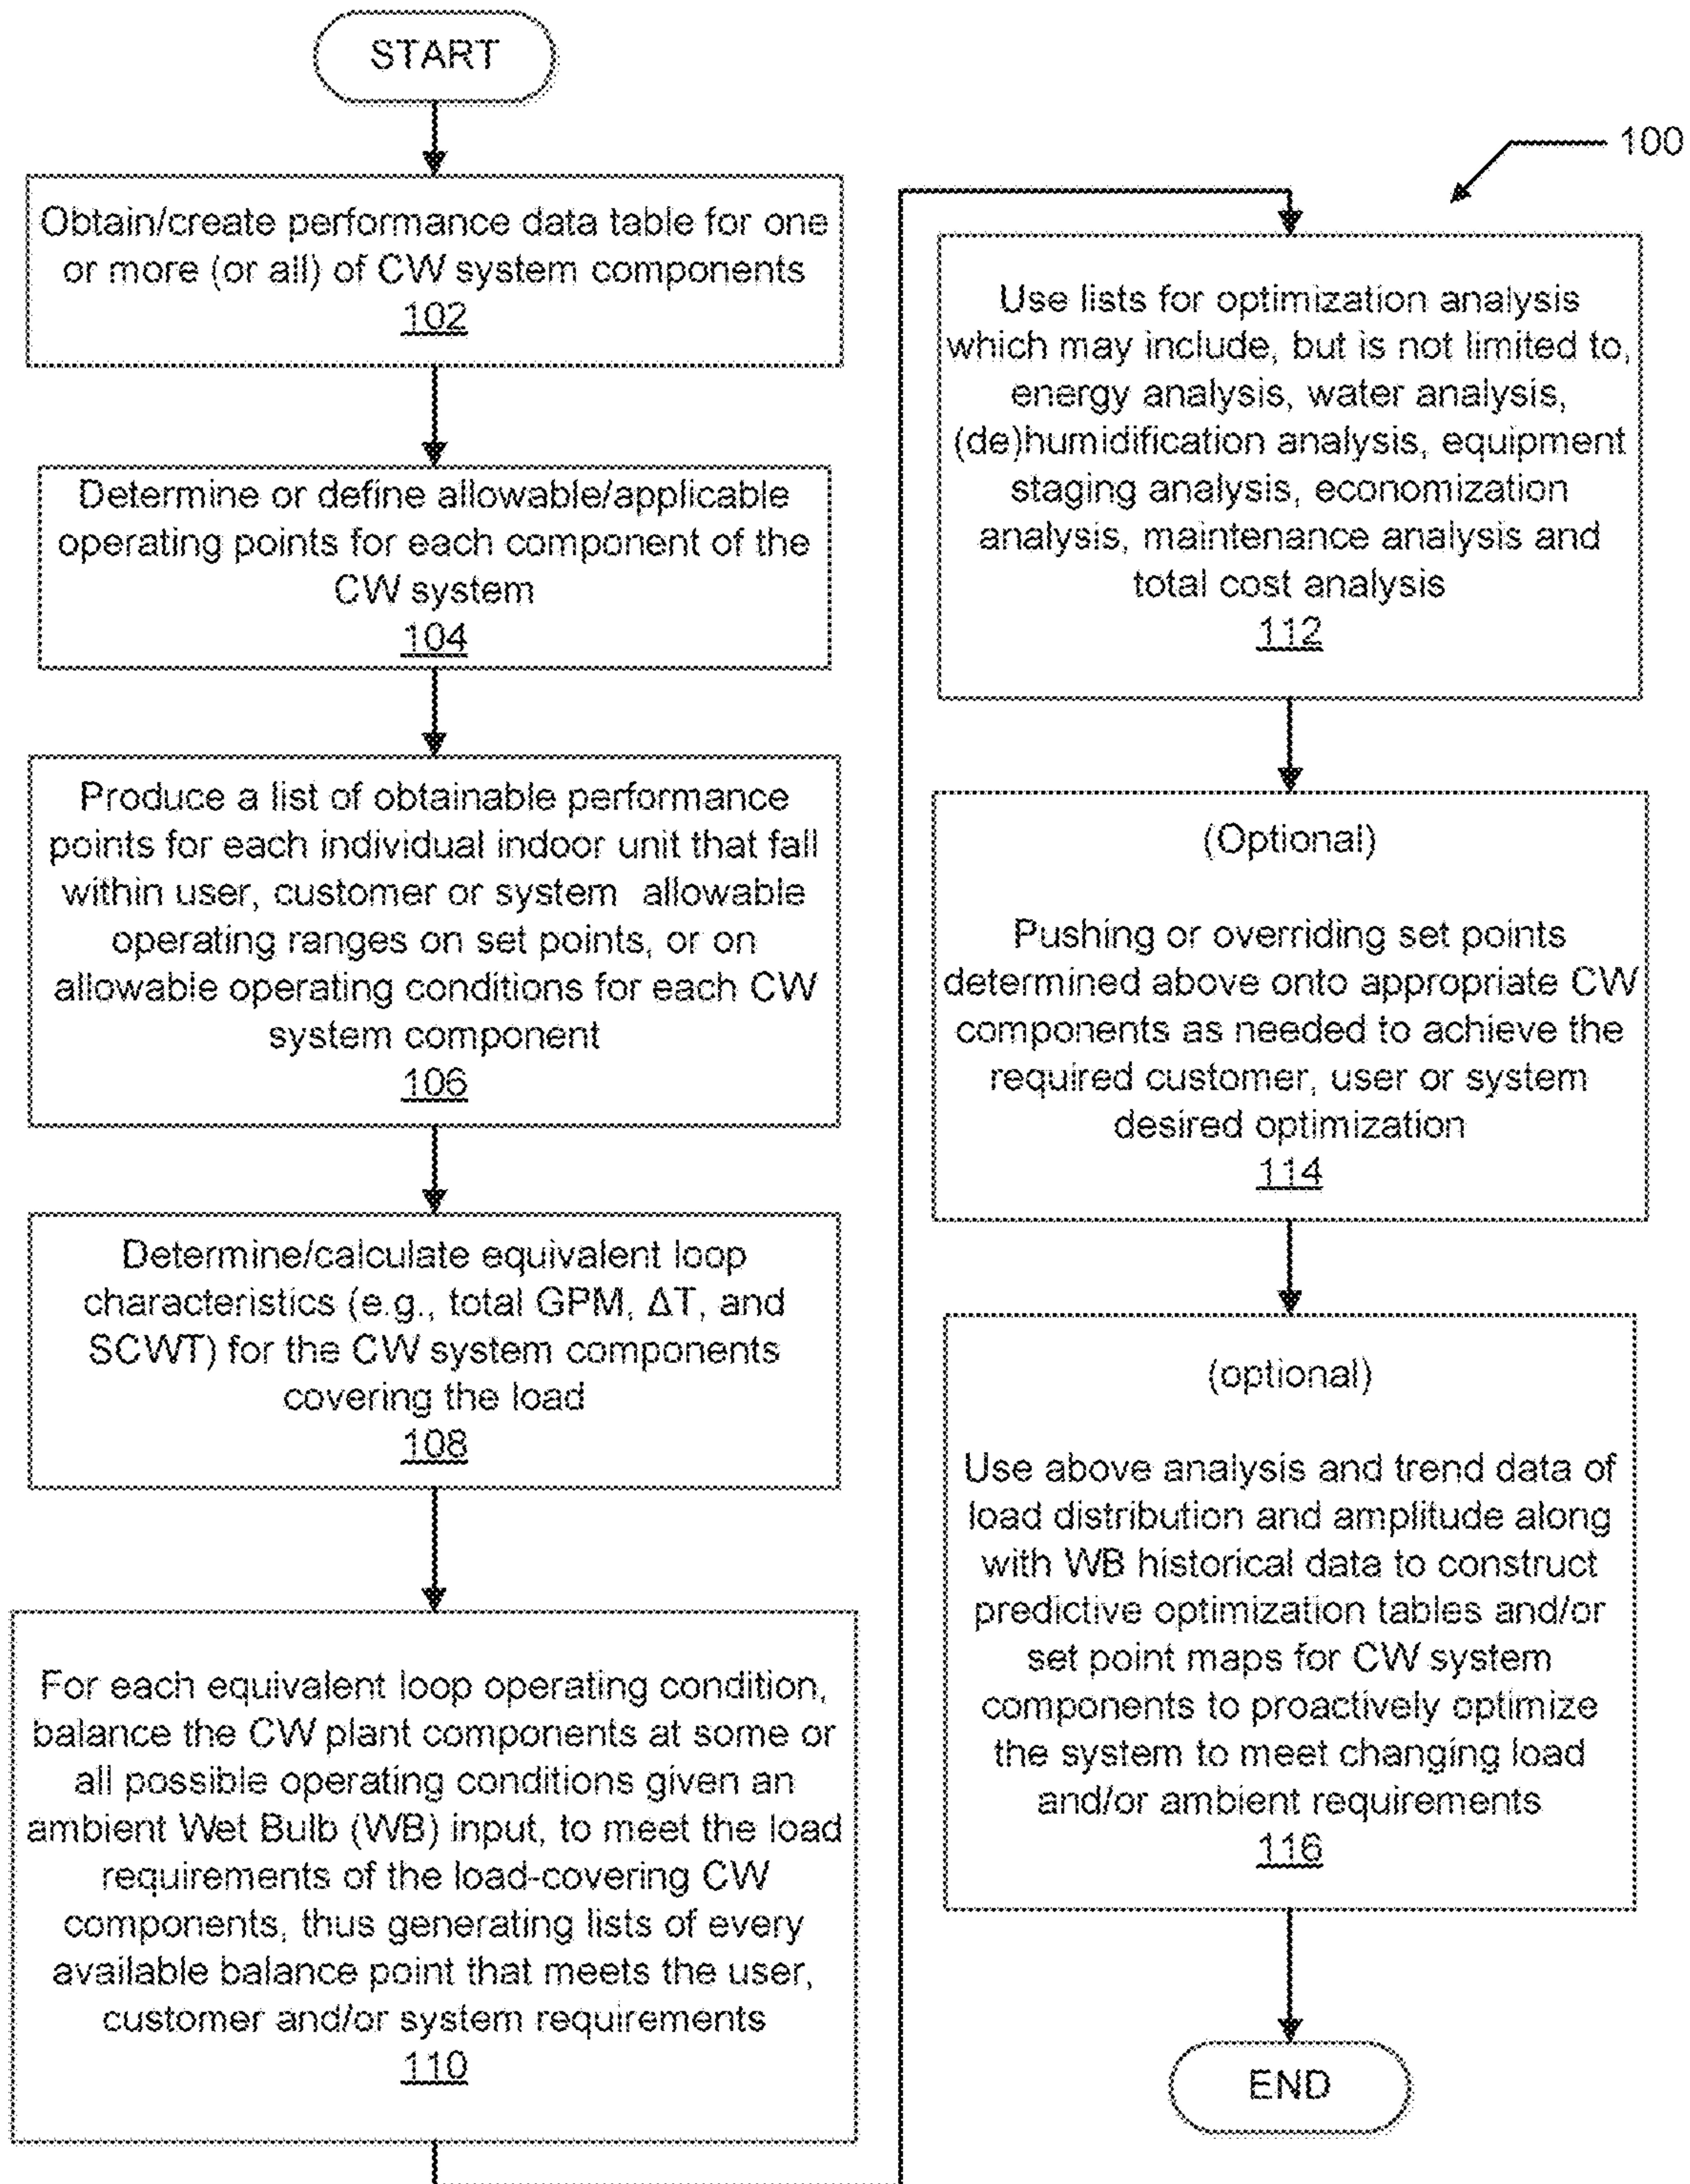 START
Obtain/create performance data table for one
or more (or all) of CW system components
102
Determine or define allowable/applicable
operating points for each component of the
CW system
104
Produce a list of obtainable performance
points for each individual indoor unit that fall
within user, customer or system allowable
operating ranges on set points, or on
allowable operating conditions for each CW
system component
106
Determine/calculate equivalent loop
characteristics (e.g., total GPM, ΔT, and
SCWT) for the CW system components
covering the load
108
For each equivalent loop operating condition,
balance the CW plant components at some or
all possible operating conditions given an
ambient Wet Bulb (WB) input, to meet the load
requirements of the load-covering CW
components, thus generating lists of every
available balance point that meets the user,
customer and/or system requirements
110
100
Use lists for optimization analysis
which may include, but is not limited to,
energy analysis, water analysis,
(de)humidification analysis, equipment
staging analysis, economization
analysis, maintenance analysis and
total cost analysis
112
(Optional)
Pushing or overriding set points
determined above onto appropriate CW
components as needed to achieve the
required customer, user or system
desired optimization
114
(optional)
Use above analysis and trend data of
load distribution and amplitude along
with WB historical data to construct
predictive optimization tables and/or
set point maps for CW system
components to proactively optimize
the system to meet changing load
and/or ambient requirements
116
END